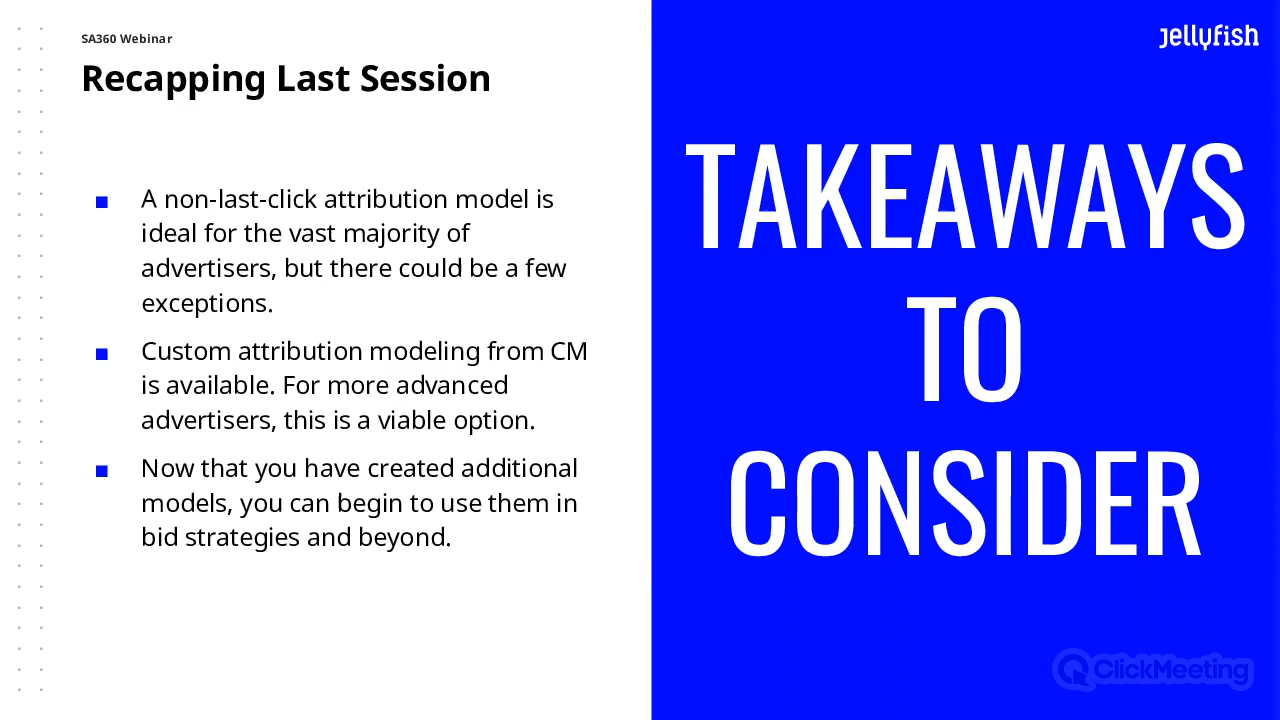 SA360 Webinar
Recapping Last Session
■ A non-last-click attribution model is
ideal for the vast majority of
advertisers, but there could be a few
exceptions.
■ Custom attribution modeling from CM
is available. For more advanced
advertisers, this is a viable option.
■ Now that you have created additional
models, you can begin to use them in
bid strategies and beyond.
jellyfish
TAKEAWAYS
TO
CONSIDER
ClickMeeting